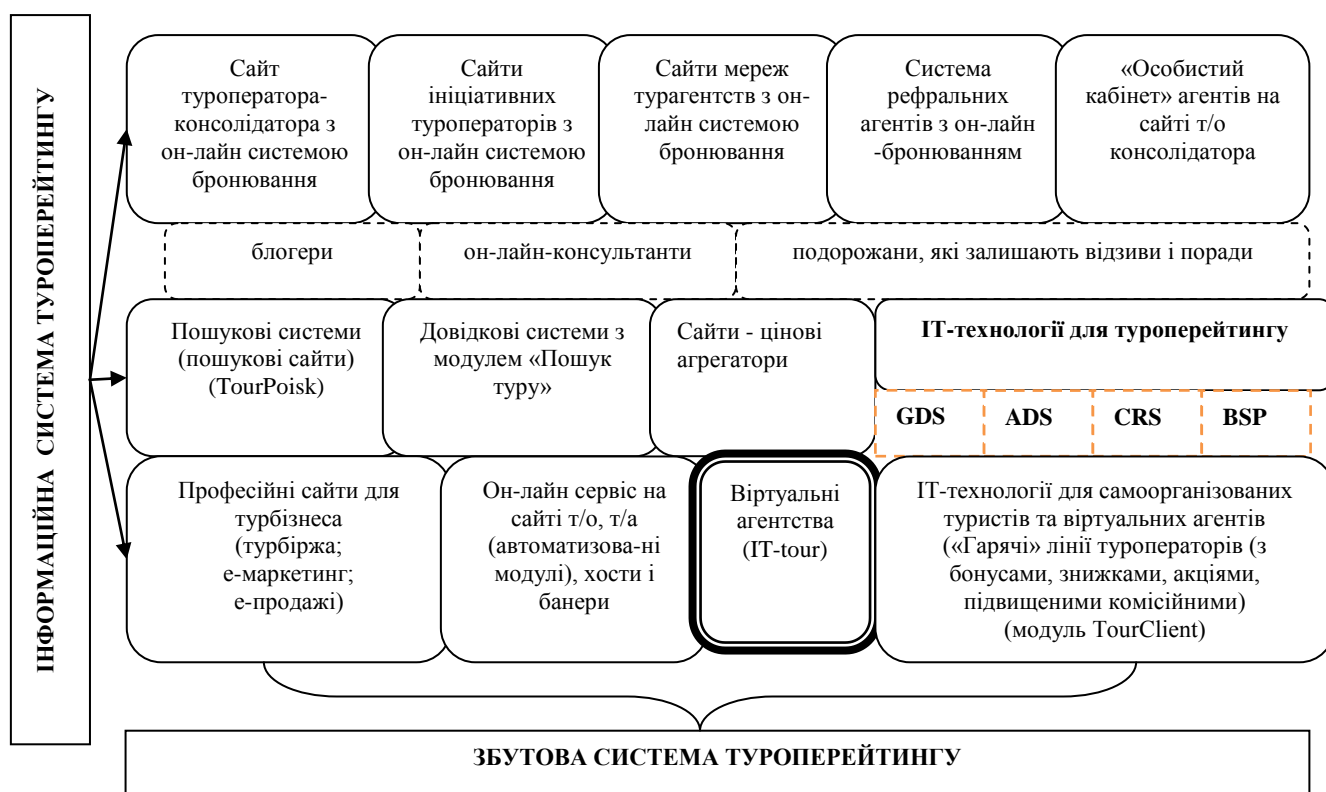 ІНФОРМАЦІЙНА СИСТЕМА ТУРОПЕРЕЙТИНГУ
Сайт
туроператора-
консолідатора з
он-лайн системою
бронювання
Сайти
ініціативних
туроператорів з
он-лайн системою
бронювання
Сайти мереж
турагентств з он-
лайн системою
бронювання
Система
рефральних
агентів з он-лайн
-бронюванням
«Особистий
кабінет» агентів на
сайті т/о
консолідатора
блогери
он-лайн-консультанти
подорожани, які залишають відзиви і поради
Пошукові системи
(пошукові сайти)
(TourPoisk)
Довідкові системи з
модулем «Пошук
туру»
Сайти - цінові
агрегатори
ІТ-технології для туроперейтингу
GDS
ADS
CRS
BSP
Професійні сайти для
турбізнеса
(турбіржа;
е-маркетинг;
е-продажі)
Он-лайн сервіс на
сайті т/о, т/а
(автоматизова-ні
модулі), хости і
банери
Віртуальні
агентства
(IT-tour)
ІТ-технології для самоорганізованих
туристів та віртуальних агентів
(«Гарячі» лінії туроператорів (з
бонусами, знижками, акціями,
підвищеними комісійними)
(модуль TourClient)
ЗБУТОВА СИСТЕМА ТУРОПЕРЕЙТИНГУ